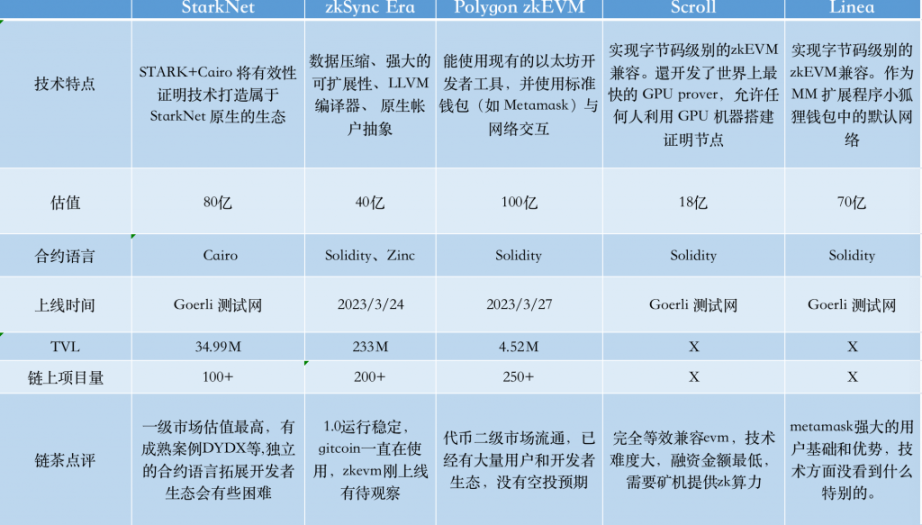 StarkNet zkSync Era Polygon zkEVM Scroll Linea
技术特点
STARK+Cairo 将有效性
证明技术打造属于
StarkNet 原生的生态
数据压缩、强大的
可扩展性、LLVM
编译器、 原生帐
户抽象
能使用现有的以太坊开
发者工具，并使用标准
钱包（如 Metamask）与
网络交互
实现字节码级别的zkEVM
兼容。還开发了世界上最
快的 GPU prover，允许任
何人利用 GPU 机器搭建
证明节点
实现字节码级别的
zkEVM兼容。作为
MM 扩展程序小狐
狸钱包中的默认网
络
估值 80亿 40亿 100亿 18亿 70亿
合约语言 Cairo Solidity、Zinc Solidity Solidity Solidity
上线时间 Goerli 测试网 2023/3/24 2023/3/27 Goerli 测试网 Goerli 测试网
TVL 34.99M 233M 4.52M X X
链上项目量 100+ 200+ 250+ X X
链茶点评
一级市场估值最高，有
成熟案例DYDX等,独立
的合约语言拓展开发者
生态会有些困难
1.0运行稳定，
gitcoin一直在使
用，zkevm刚上线
有待观察
代币二级市场流通，已
经有大量用户和开发者
生态，没有空投预期
完全等效兼容evm，技术
难度大，融资金额最低，
需要矿机提供zk算力
metamask强大的用
户基础和优势，技
术方面没看到什么
特别的。